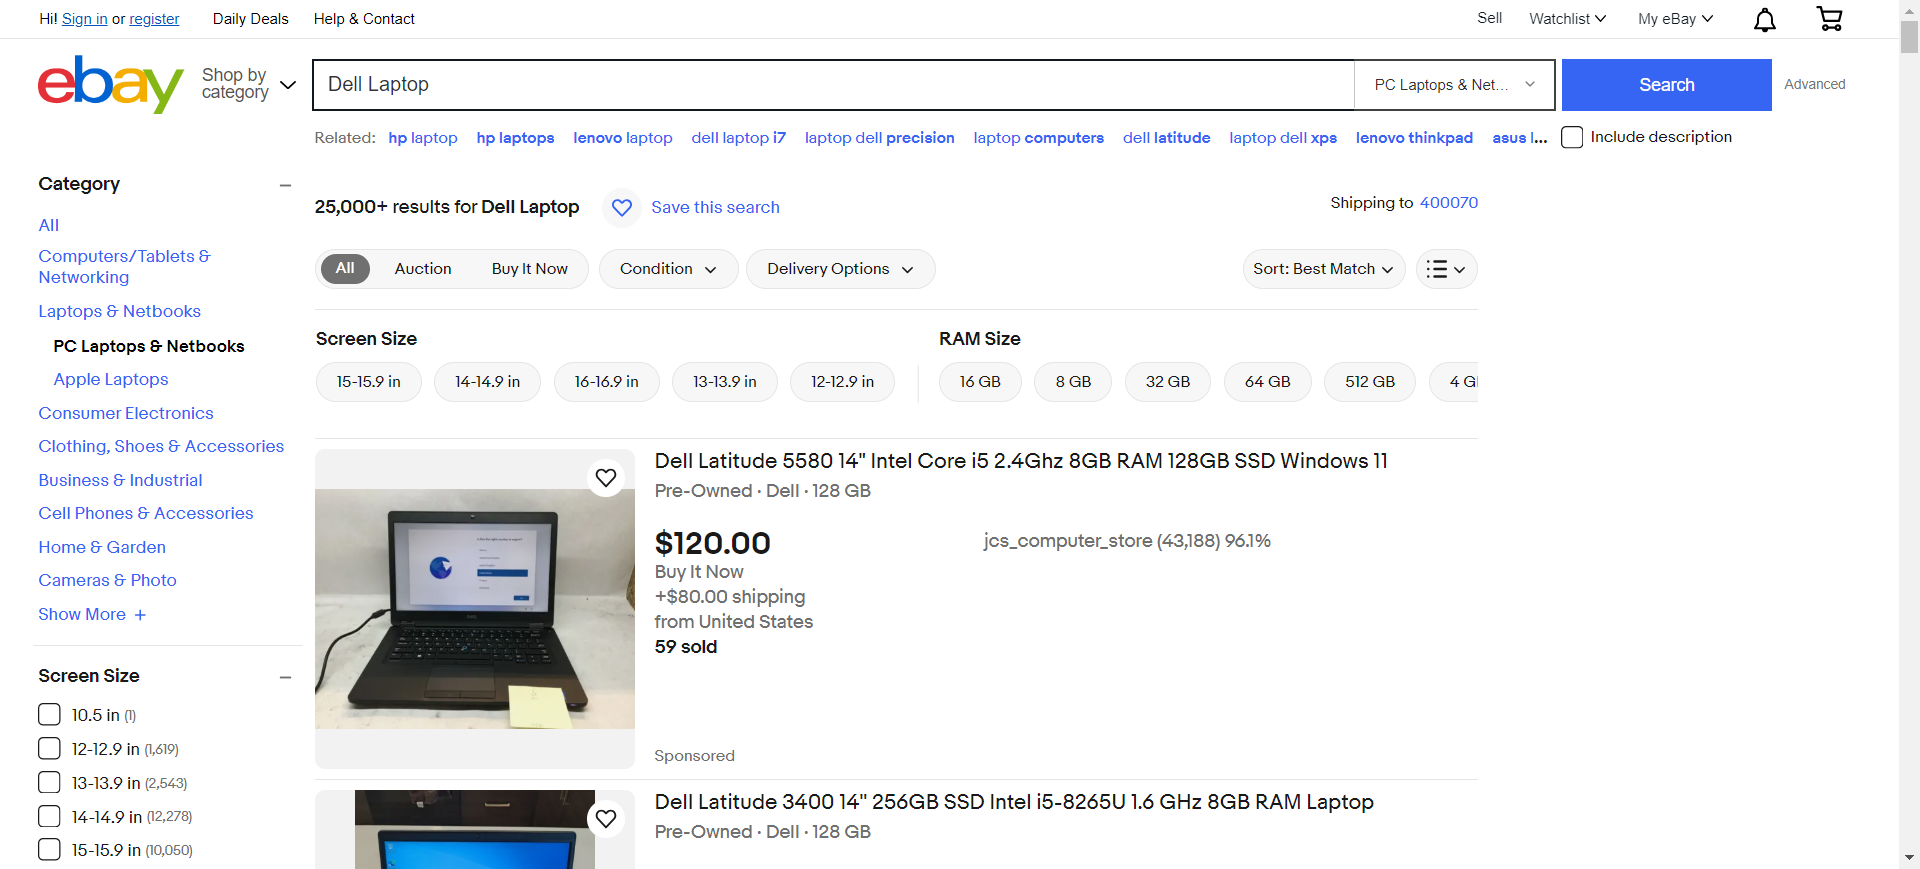 Hi! Sign in or register
Daily Deals
Help & Contact
Sell
Watchlist
My eBay
ebay
Shop by category
Dell Laptop
PC Laptops & Net...
Search
Advanced
Related: hp laptop hp laptops lenovo laptop dell laptop i7 laptop dell precision laptop computers dell latitude laptop dell xps lenovo thinkpad asus l...
Include description
Category
All
Computers/Tablets &
Networking
Laptops & Netbooks
PC Laptops & Netbooks
Apple Laptops
Consumer Electronics
Clothing, Shoes & Accessories
Business & Industrial
Cell Phones & Accessories
Home & Garden
Cameras & Photo
Show More +
Screen Size
10.5 in (1)
12-12.9 in (1,619)
13-13.9 in (2,543)
14-14.9 in (12,278)
15-15.9 in (10,050)
25,000+ results for Dell Laptop
Save this search
Shipping to 400070
All
Auction
Buy It Now
Condition
Delivery Options
Sort: Best Match
Screen Size
15-15.9 in
14-14.9 in
16-16.9 in
13-13.9 in
12-12.9 in
RAM Size
16 GB
8 GB
32 GB
64 GB
512 GB
4 G
Dell Latitude 5580 14" Intel Core i5 2.4Ghz 8GB RAM 128GB SSD Windows 11
Pre-Owned · Dell · 128 GB
$120.00
Buy It Now
+$80.00 shipping
from United States
59 sold
jcs_computer_store (43,188) 96.1%
Sponsored
Dell Latitude 3400 14" 256GB SSD Intel i5-8265U 1.6 GHz 8GB RAM Laptop
Pre-Owned · Dell · 128 GB